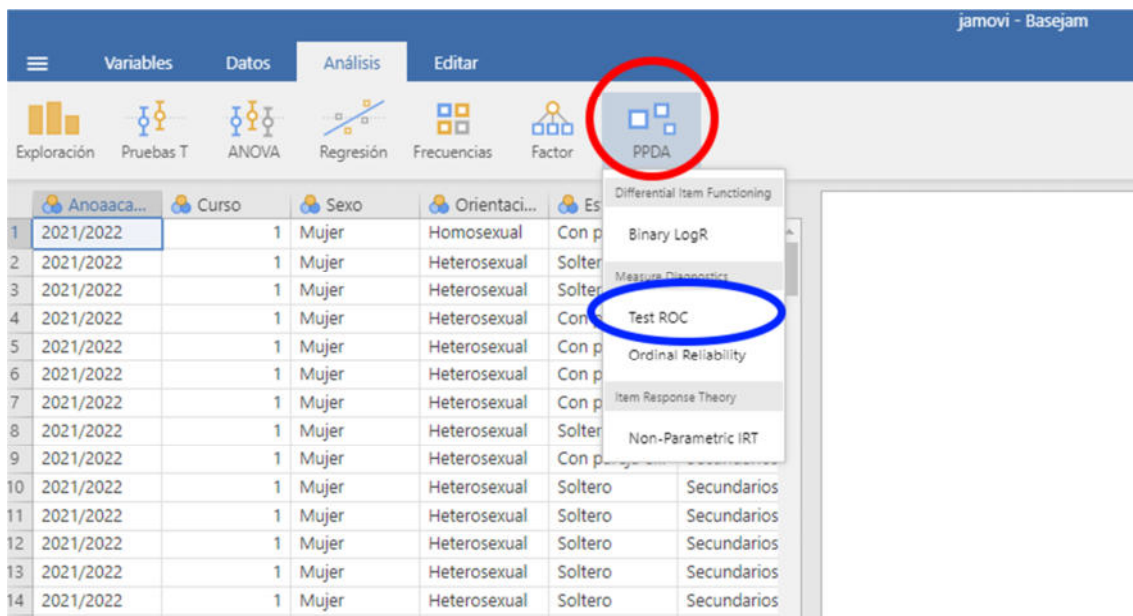 jamovi - Basejam
Variables Datos Análisis Editar
Exploración Pruebas T ANOVA Regresión Frecuencias Factor PPDA
Anoaaca... Curso Sexo Orientaci... Es
Differential Item Functioning
Binary LogR
Measure Diagnostics
Test ROC
Ordinal Reliability
Item Response Theory
Non-Parametric IRT
1 2021/2022 1 Mujer Homosexual Con p
2 2021/2022 1 Mujer Heterosexual Solter
3 2021/2022 1 Mujer Heterosexual Solter
4 2021/2022 1 Mujer Heterosexual Con p
5 2021/2022 1 Mujer Heterosexual Con p
6 2021/2022 1 Mujer Heterosexual Con p
7 2021/2022 1 Mujer Heterosexual Con p
8 2021/2022 1 Mujer Heterosexual Solter
9 2021/2022 1 Mujer Heterosexual Con
10 2021/2022 1 Mujer Heterosexual Soltero Secundarios
11 2021/2022 1 Mujer Heterosexual Soltero Secundarios
12 2021/2022 1 Mujer Heterosexual Soltero Secundarios
13 2021/2022 1 Mujer Heterosexual Soltero Secundarios
14 2021/2022 1 Mujer Heterosexual Soltero Secundarios